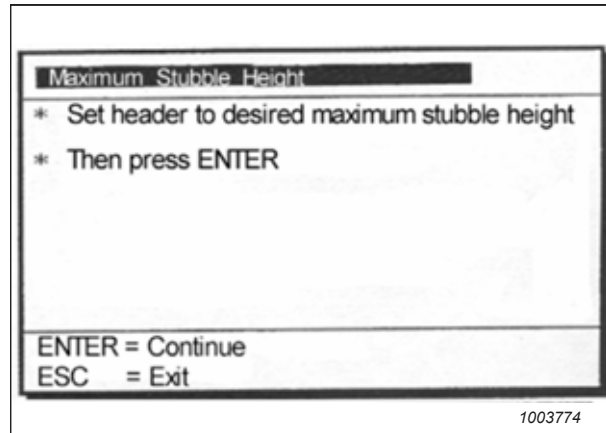 Maximum Stubble Height
* Set header to desired maximum stubble height
* Then press ENTER
ENTER = Continue
ESC = Exit
1003774